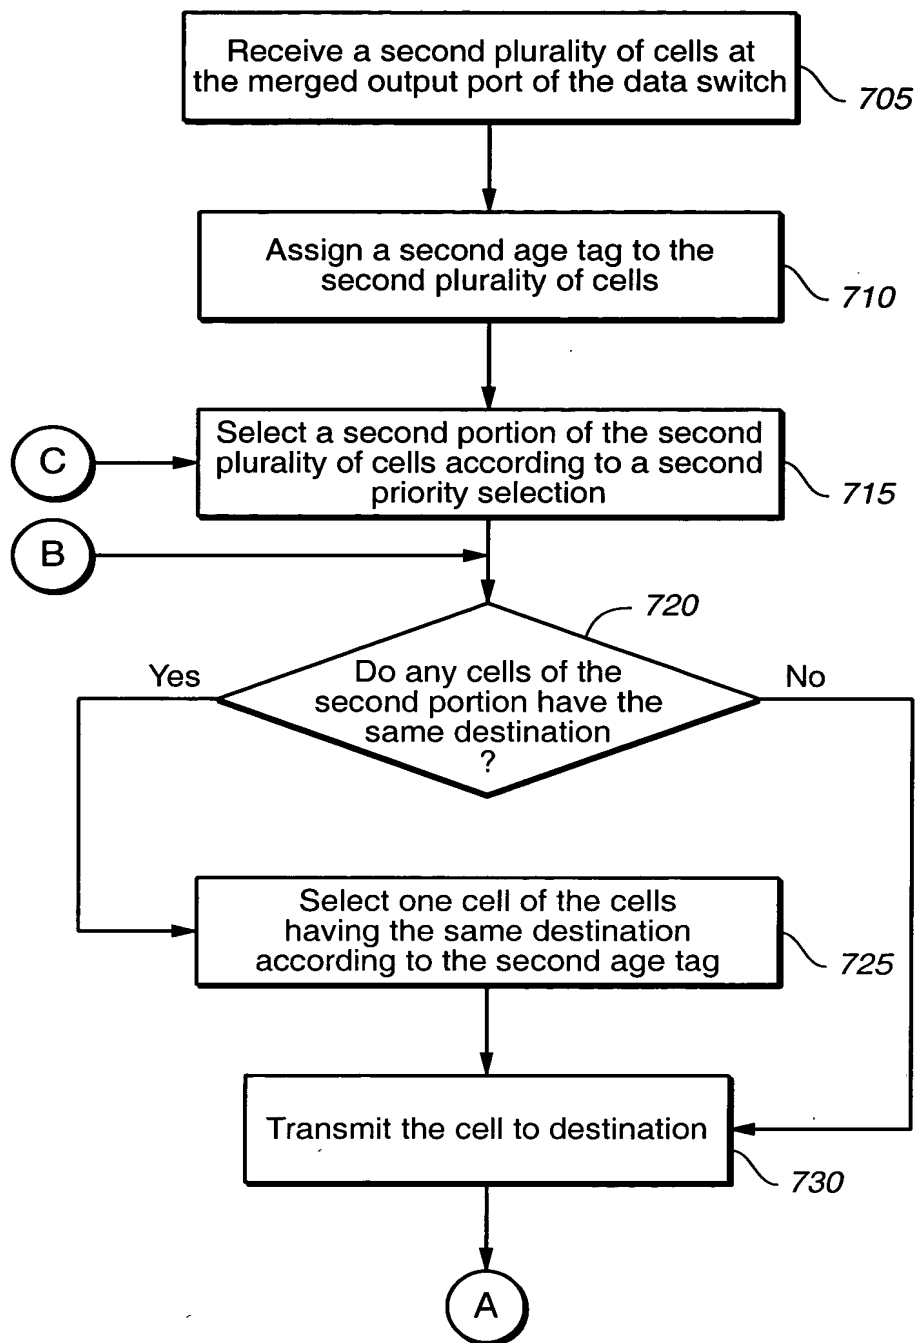 Receive a second plurality of cells at
the merged output port of the data switch
705
Assign a second age tag to the
second plurality of cells
710
C
Select a second portion of the second
plurality of cells according to a second
priority selection
715
B
720
Yes
Do any cells of the
second portion have the
same destination
?
No
Select one cell of the cells
having the same destination
according to the second age tag
725
Transmit the cell to destination
730
A